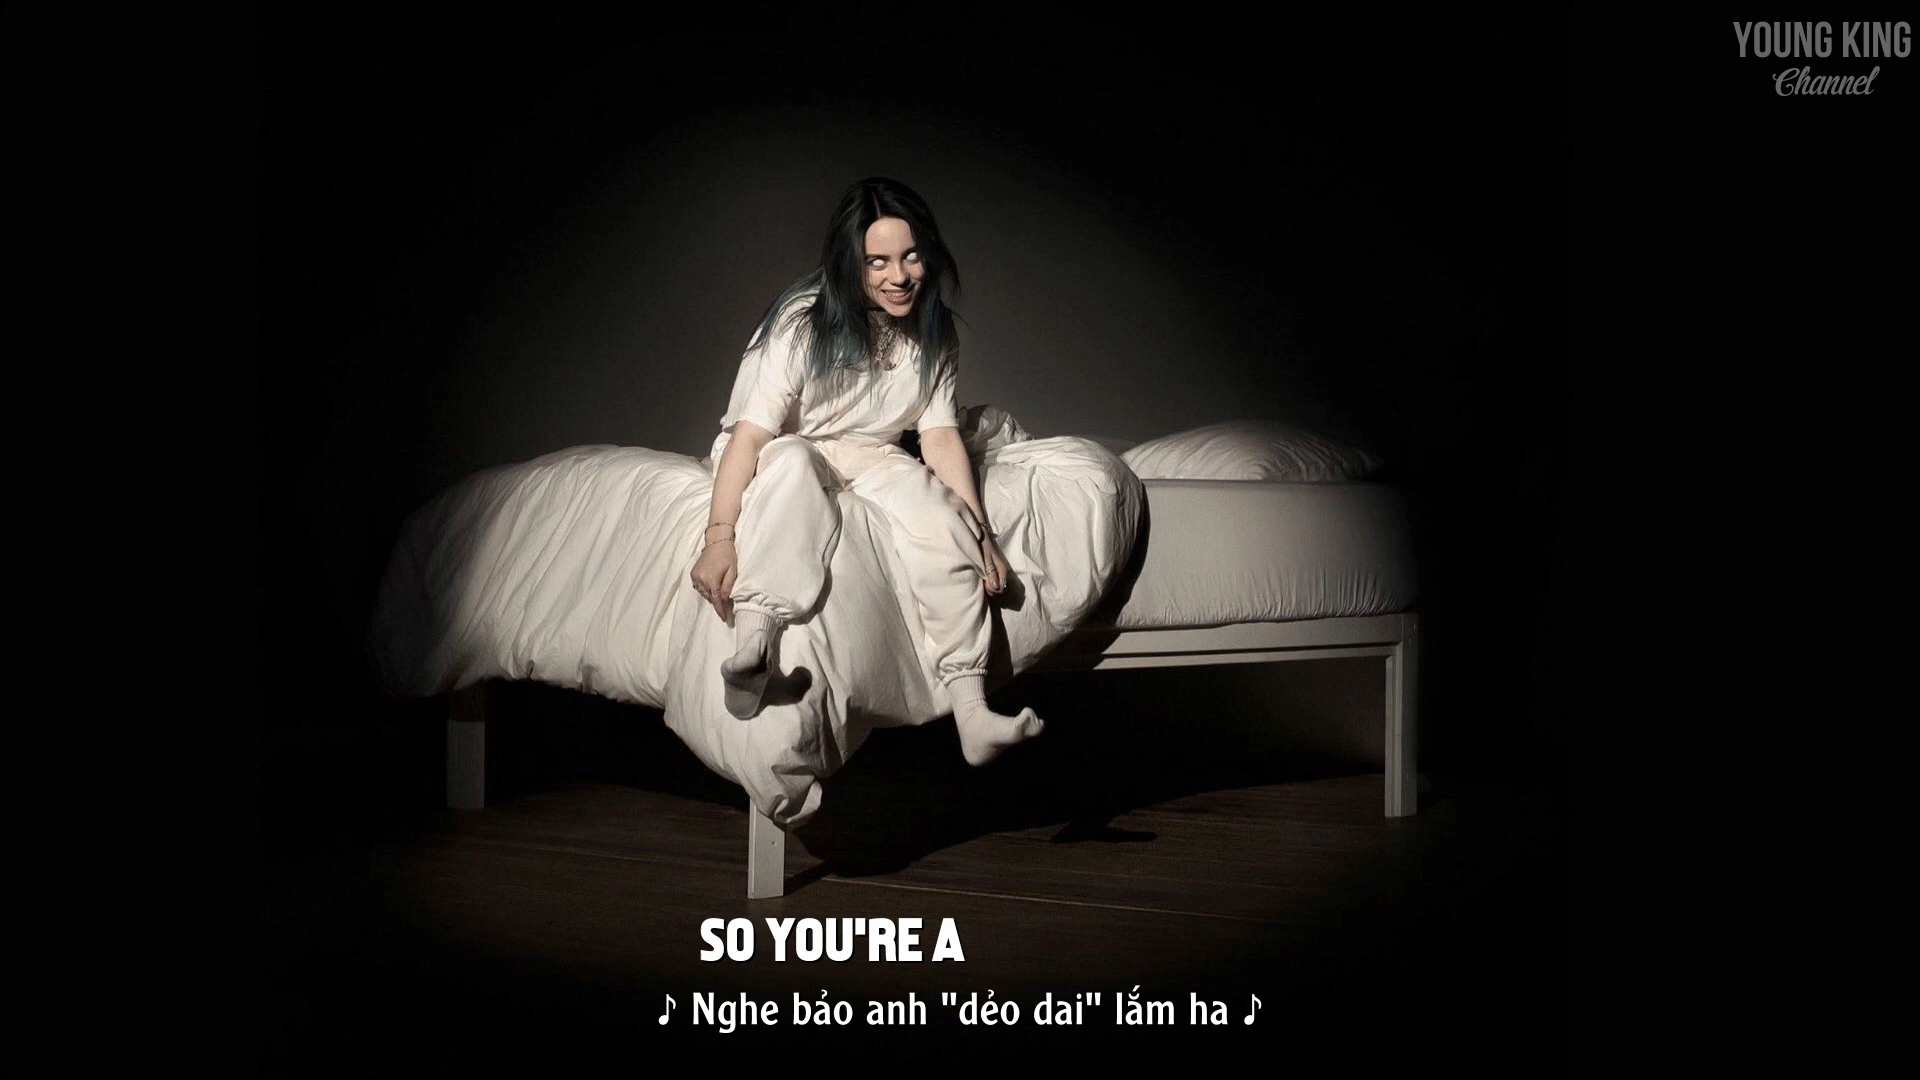 YOUNG KING
Channel
SO YOU'RE A
♪ Nghe bảo anh "dẻo dai" lắm ha ♪